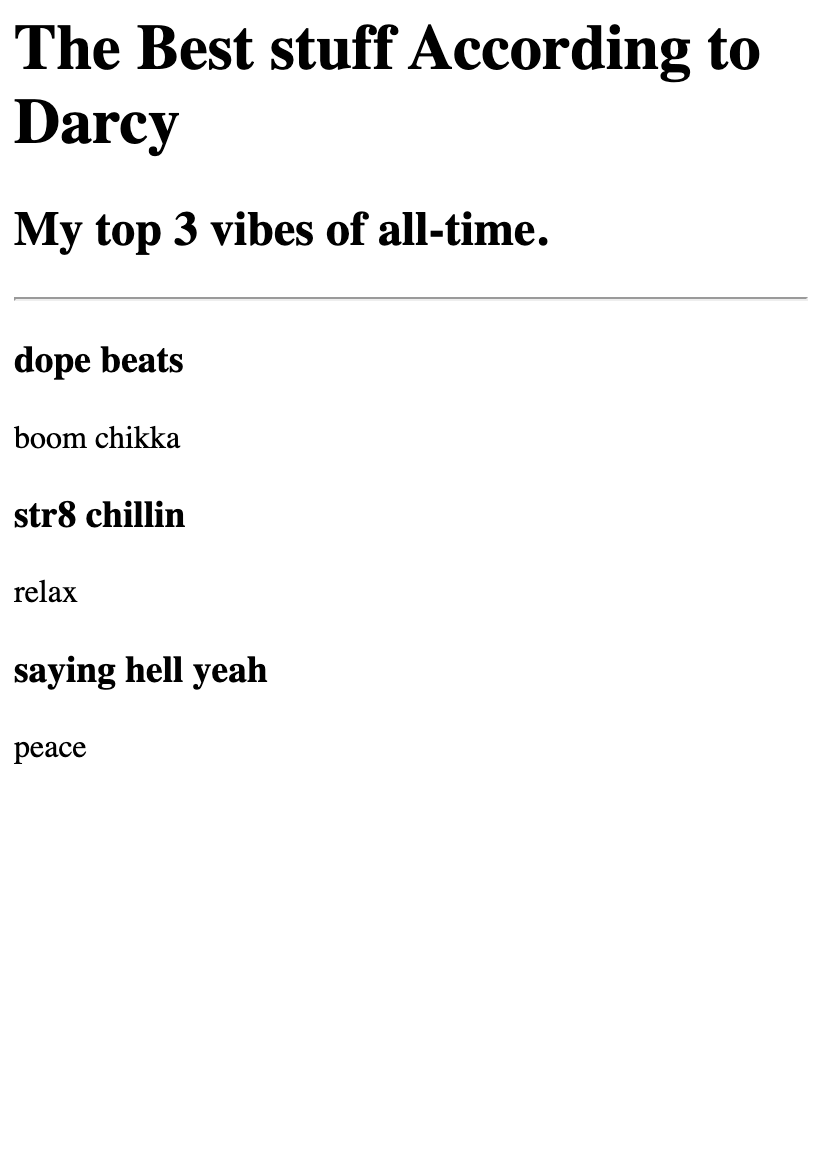 The Best stuff According to
Darcy
My top 3 vibes of all-time.
dope beats
boom chikka
str8 chillin
relax
saying hell yeah
peace